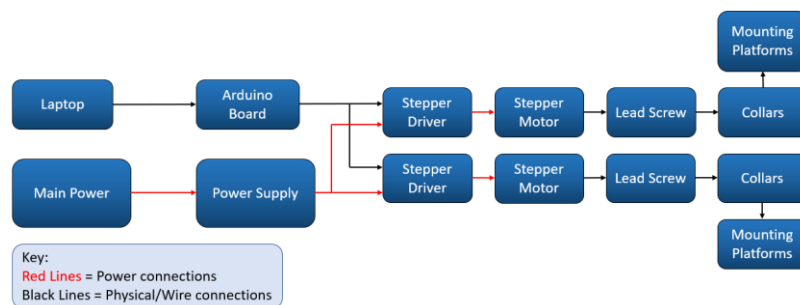 Mounting
Platforms
Laptop
Arduino
Board
Stepper
Driver
Stepper
Motor
Lead Screw
Collars
Main Power
Power Supply
Stepper
Driver
Stepper
Motor
Lead Screw
Collars
Mounting
Platforms
Key:
Red Lines = Power connections
Black Lines = Physical/Wire connections